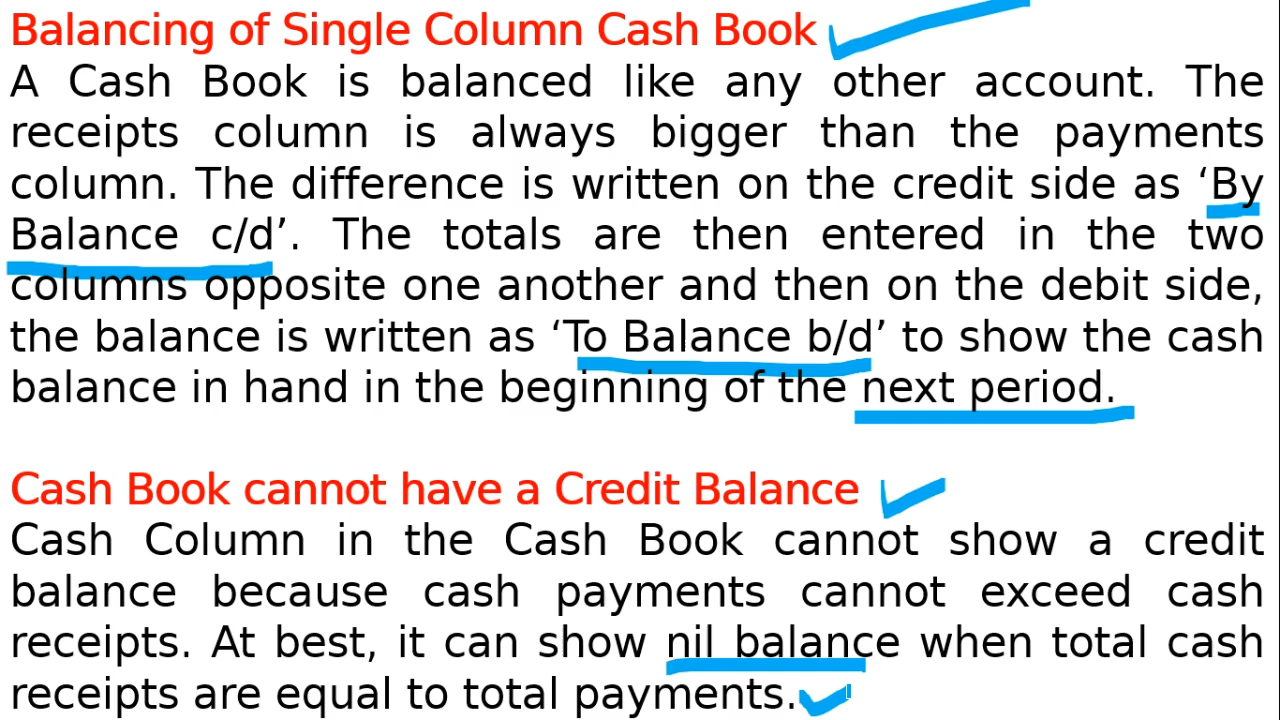 Balancing of Single Column Cash Book
A Cash Book is balanced like any other account. The
receipts column is always bigger than the payments
column. The difference is written on the credit side as ‘By
Balance c/d’. The totals are then entered in the two
columns opposite one another and then on the debit side,
the balance is written as ‘To Balance b/d’ to show the cash
balance in hand in the beginning of the next period.
Cash Book cannot have a Credit Balance
Cash Column in the Cash Book cannot show a credit
balance because cash payments cannot exceed cash
receipts. At best, it can show nil balance when total cash
receipts are equal to total payments.